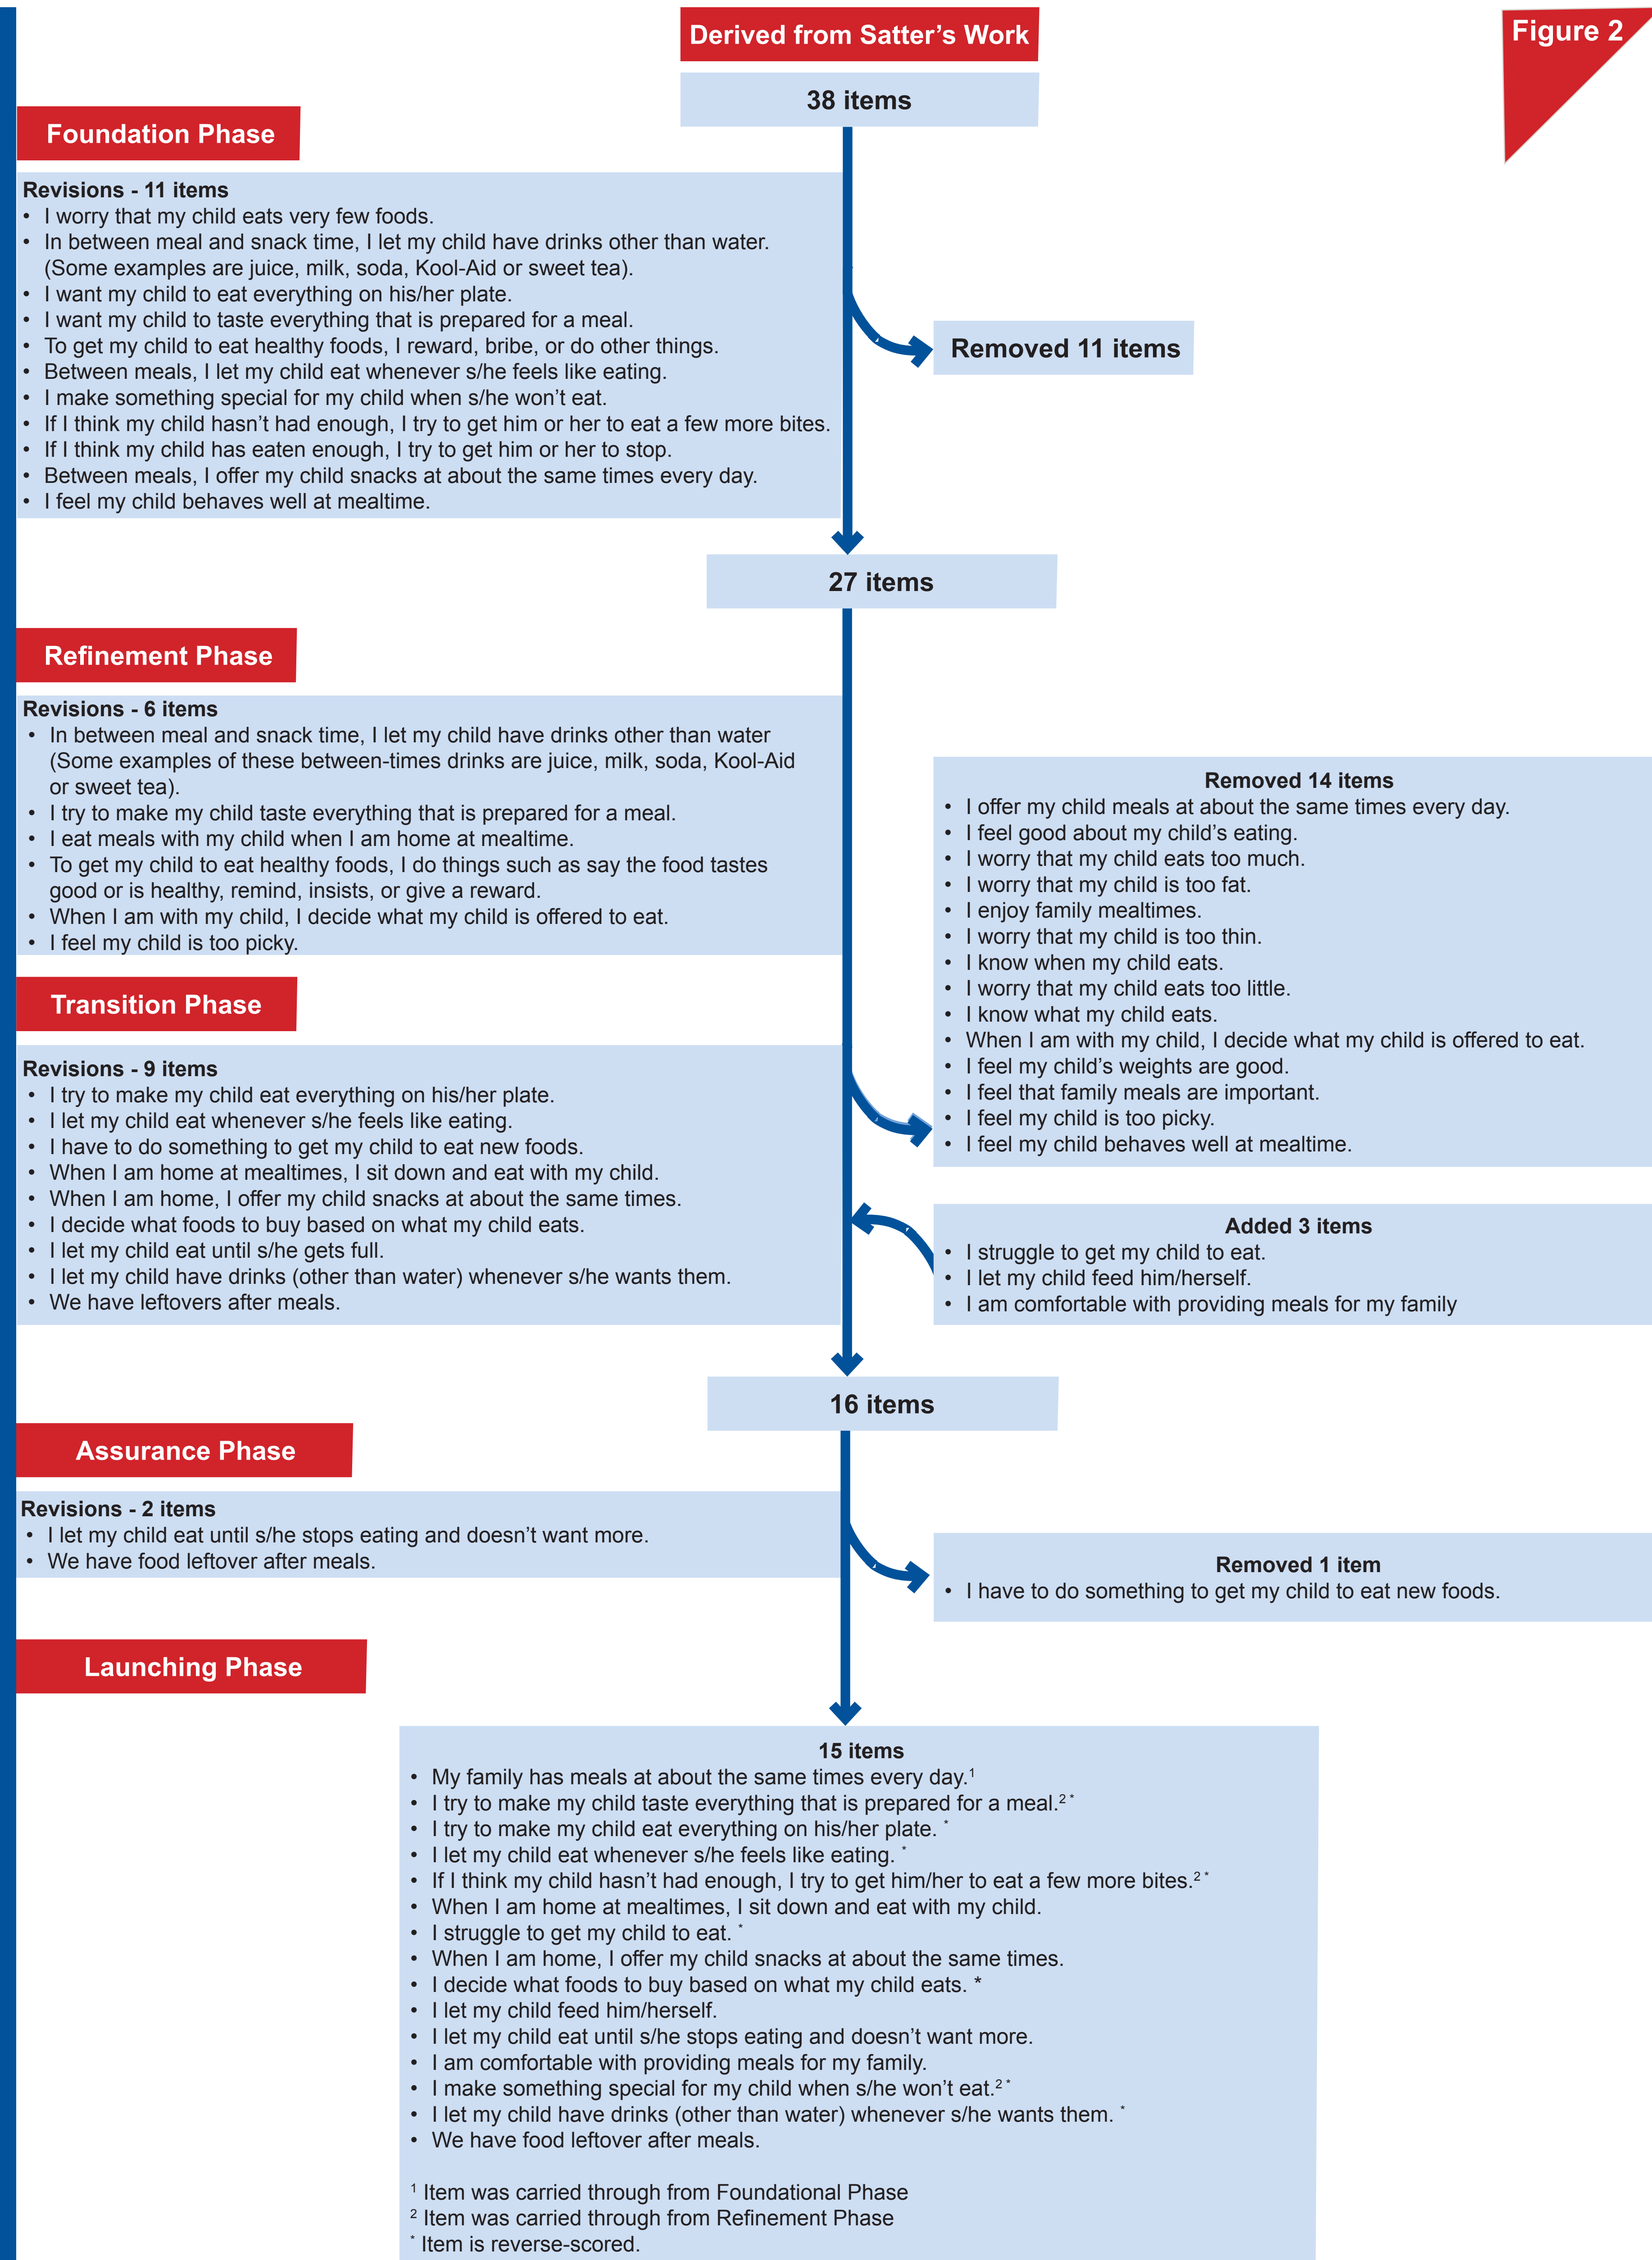 Derived from Satter's Work
Figure 2
38 items
Foundation Phase
Revisions - 11 items
• I worry that my child eats very few foods.
• In between meal and snack time, I let my child have drinks other than water.
(Some examples are juice, milk, soda, Kool-Aid or sweet tea).
• I want my child to eat everything on his/her plate.
• I want my child to taste everything that is prepared for a meal.
• To get my child to eat healthy foods, I reward, bribe, or do other things.
• Between meals, I let my child eat whenever s/he feels like eating.
• I make something special for my child when s/he won't eat.
• If I think my child hasn't had enough, I try to get him or her to eat a few more bites.
• If I think my child has eaten enough, I try to get him or her to stop.
• Between meals, I offer my child snacks at about the same times every day.
• I feel my child behaves well at mealtime.
Removed 11 items
27 items
Refinement Phase
Revisions - 6 items
• In between meal and snack time, I let my child have drinks other than water
(Some examples of these between-times drinks are juice, milk, soda, Kool-Aid
or sweet tea).
• I try to make my child taste everything that is prepared for a meal.
• I eat meals with my child when I am home at mealtime.
• To get my child to eat healthy foods, I do things such as say the food tastes
good or is healthy, remind, insists, or give a reward.
• When I am with my child, I decide what my child is offered to eat.
• I feel my child is too picky.
Removed 14 items
• I offer my child meals at about the same times every day.
• I feel good about my child's eating.
• I worry that my child eats too much.
• I worry that my child is too fat.
• I enjoy family mealtimes.
• I worry that my child is too thin.
• I know when my child eats.
• I worry that my child eats too little.
• I know what my child eats.
• When I am with my child, I decide what my child is offered to eat.
• I feel my child's weights are good.
• I feel that family meals are important.
• I feel my child is too picky.
• I feel my child behaves well at mealtime.
Transition Phase
Revisions - 9 items
• I try to make my child eat everything on his/her plate.
• I let my child eat whenever s/he feels like eating.
• I have to do something to get my child to eat new foods.
• When I am home at mealtimes, I sit down and eat with my child.
• When I am home, I offer my child snacks at about the same times.
• I decide what foods to buy based on what my child eats.
• I let my child eat until s/he gets full.
• I let my child have drinks (other than water) whenever s/he wants them.
• We have leftovers after meals.
Added 3 items
• I struggle to get my child to eat.
• I let my child feed him/herself.
• I am comfortable with providing meals for my family
16 items
Assurance Phase
Revisions - 2 items
• I let my child eat until s/he stops eating and doesn't want more.
• We have food leftover after meals.
Removed 1 item
• I have to do something to get my child to eat new foods.
Launching Phase
15 items
• My family has meals at about the same times every day.¹
• I try to make my child taste everything that is prepared for a meal.² *
• I try to make my child eat everything on his/her plate. *
• I let my child eat whenever s/he feels like eating. *
• If I think my child hasn't had enough, I try to get him/her to eat a few more bites.² *
• When I am home at mealtimes, I sit down and eat with my child.
• I struggle to get my child to eat. *
• When I am home, I offer my child snacks at about the same times.
• I decide what foods to buy based on what my child eats. *
• I let my child feed him/herself.
• I let my child eat until s/he stops eating and doesn't want more.
• I am comfortable with providing meals for my family.
• I make something special for my child when s/he won't eat.² *
• I let my child have drinks (other than water) whenever s/he wants them. *
• We have food leftover after meals.
¹ Item was carried through from Foundational Phase
² Item was carried through from Refinement Phase
* Item is reverse-scored.